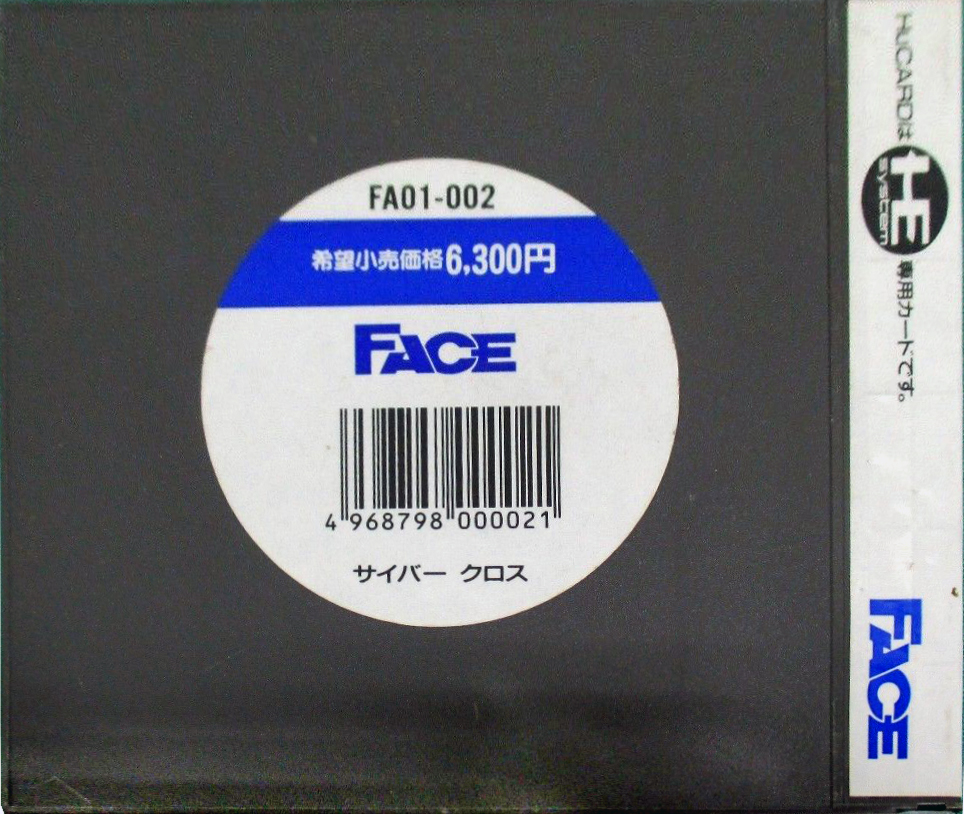 FA01-002
希望小売価格6,300円
FACE
4 968798 000021
サイバー クロス
HuCARDは HE system 専用カードです。
FACE